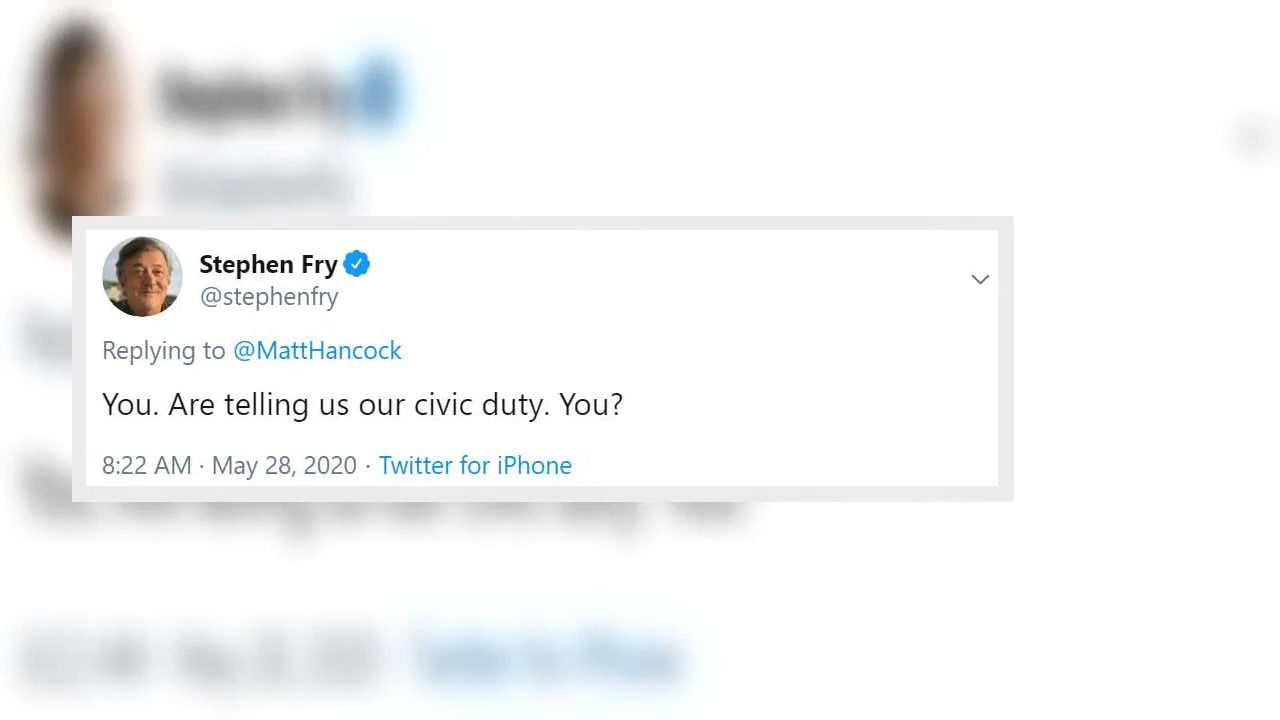 Stephen Fry
@stephenfry
Replying to @MattHancock
You. Are telling us our civic duty. You?
8:22 AM · May 28, 2020 · Twitter for iPhone